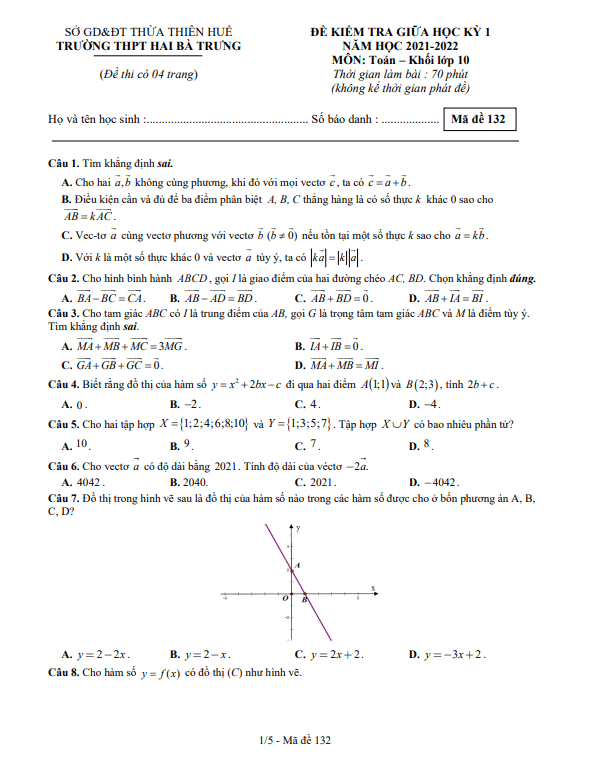 SỞ GD&ĐT THỪA THIÊN HUẾ
TRƯỜNG THPT HAI BÀ TRƯNG
(Đề thi có 04 trang)
ĐỀ KIỂM TRA GIỮA HỌC KỲ 1
NĂM HỌC 2021-2022
MÔN: Toán – Khối lớp 10
Thời gian làm bài : 70 phút
(không kể thời gian phát đề)
Họ và tên học sinh :.................................................... Số báo danh : .................. Mã đề 132
Câu 1. Tìm khẳng định sai.
A. Cho hai $\vec{a},\vec{b}$ không cùng phương, khi đó với mọi vectơ $\vec{c}$, ta có $\vec{c}=\vec{a}+\vec{b}$.
B. Điều kiện cần và đủ để ba điểm phân biệt A, B, C thẳng hàng là có số thực k khác 0 sao cho
$\overrightarrow{AB}=k\overrightarrow{AC}$.
C. Vec-tơ $\vec{a}$ cùng vectơ phương với vectơ $\vec{b}$ $(\vec{b}\neq\vec{0})$ nếu tồn tại một số thực k sao cho $\vec{a}=k\vec{b}$.
D. Với k là một số thực khác 0 và vectơ $\vec{a}$ tùy ý, ta có $|k\vec{a}|=|k||\vec{a}|$.
Câu 2. Cho hình bình hành ABCD, gọi I là giao điểm của hai đường chéo AC, BD. Chọn khẳng định đúng.
A. $\overrightarrow{BA}-\overrightarrow{BC}=\overrightarrow{CA}$. B. $\overrightarrow{AB}-\overrightarrow{AD}=\overrightarrow{BD}$. C. $\overrightarrow{AB}+\overrightarrow{BD}=\vec{0}$. D. $\overrightarrow{AB}+\overrightarrow{IA}=\overrightarrow{BI}$.
Câu 3. Cho tam giác ABC có I là trung điểm của AB, gọi G là trọng tâm tam giác ABC và M là điểm tùy ý.
Tìm khẳng định sai.
A. $\overrightarrow{MA}+\overrightarrow{MB}+\overrightarrow{MC}=3\overrightarrow{MG}$. B. $\overrightarrow{IA}+\overrightarrow{IB}=\vec{0}$.
C. $\overrightarrow{GA}+\overrightarrow{GB}+\overrightarrow{GC}=\vec{0}$. D. $\overrightarrow{MA}+\overrightarrow{MB}=\overrightarrow{MI}$.
Câu 4. Biết rằng đồ thị của hàm số $y=x^2+2bx-c$ đi qua hai điểm A(1;1) và B(2;3), tính 2b+c.
A. 0. B. −2. C. 4. D. −4.
Câu 5. Cho hai tập hợp X={1;2;4;6;8;10} và Y={1;3;5;7}. Tập hợp X∪Y có bao nhiêu phần tử?
A. 10. B. 9. C. 7. D. 8.
Câu 6. Cho vectơ $\vec{a}$ có độ dài bằng 2021. Tính độ dài của véctơ $-2\vec{a}$.
A. 4042. B. 2040. C. 2021. D. −4042.
Câu 7. Đồ thị trong hình vẽ sau là đồ thị của hàm số nào trong các hàm số được cho ở bốn phương án A, B,
C, D?
y
A
x
O
B
A. y=2−2x. B. y=2−x. C. y=2x+2. D. y=−3x+2.
Câu 8. Cho hàm số y=f(x) có đồ thị (C) như hình vẽ.
1/5 - Mã đề 132